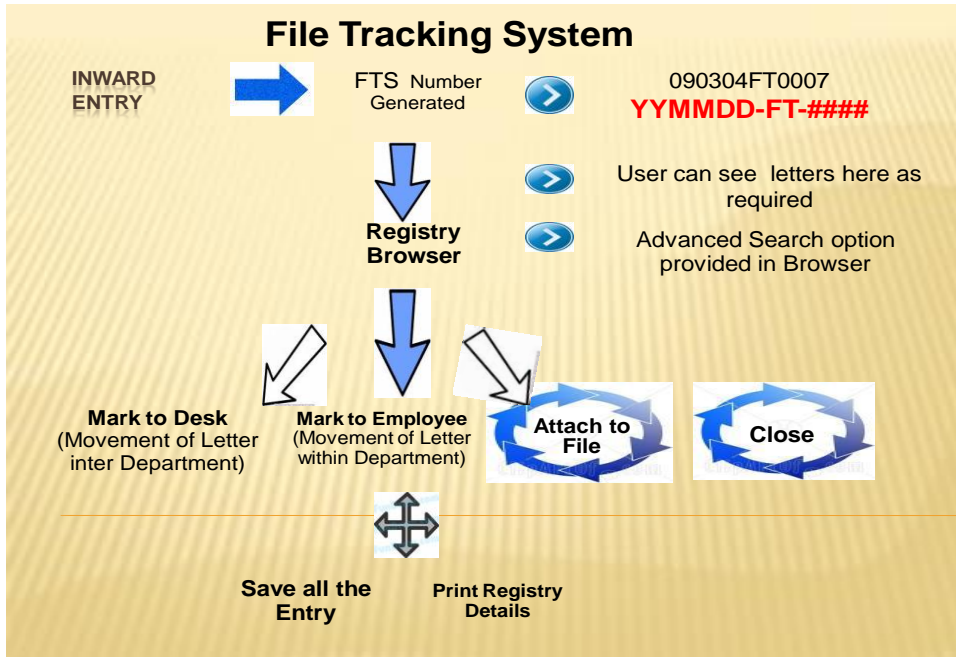 File Tracking System
INWARD
ENTRY
FTS Number
Generated
090304FT0007
YYMMDD-FT-####
User can see letters here as
required
Registry
Browser
Advanced Search option
provided in Browser
Mark to Desk
(Movement of Letter
inter Department)
Mark to Employee
(Movement of Letter
within Department)
Attach to
File
Close
Save all the
Entry
Print Registry
Details